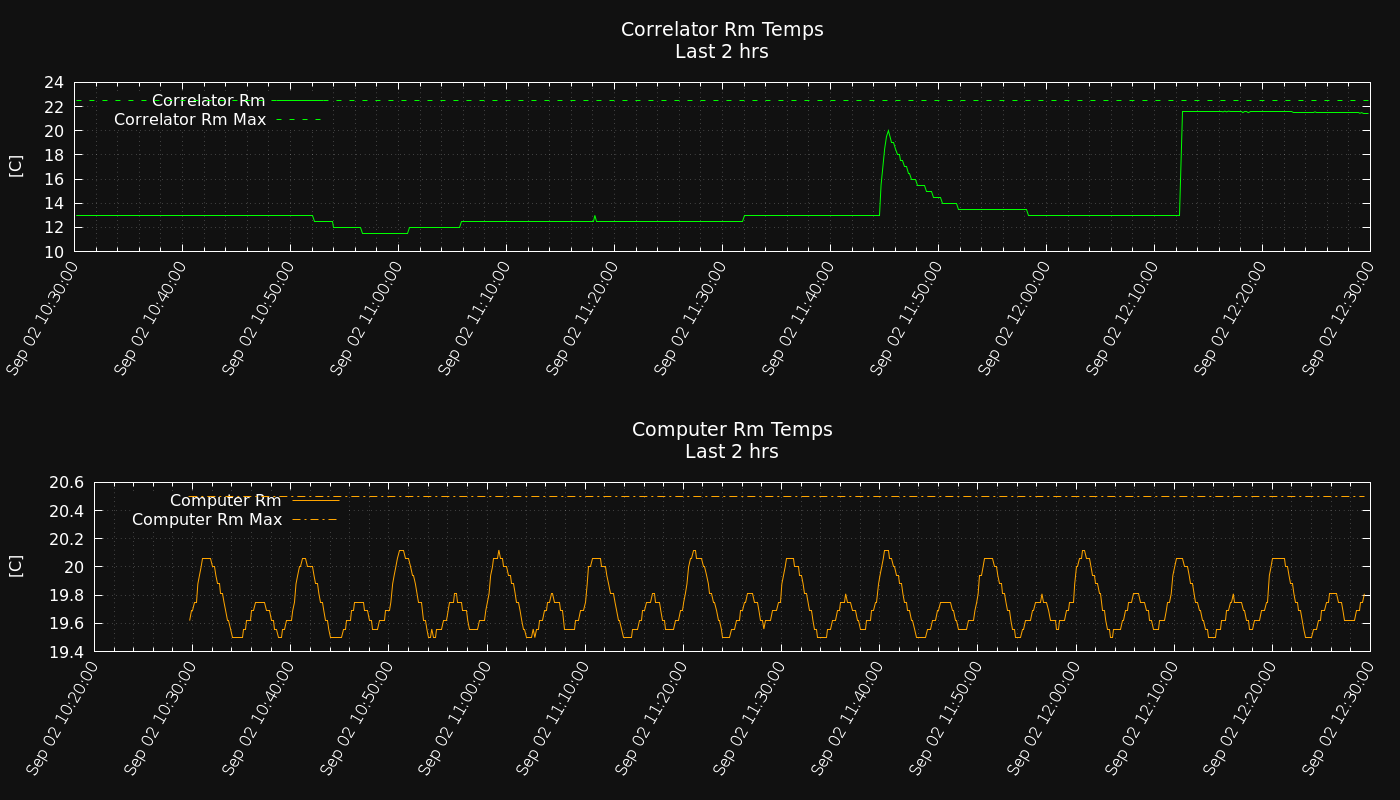 Correlator Rm Temps
Last 2 hrs
24
22
20
18
16
14
12
10
[C]
Correlator Rm
Correlator Rm Max
Sep 02 10:30:00
Sep 02 10:40:00
Sep 02 10:50:00
Sep 02 11:00:00
Sep 02 11:10:00
Sep 02 11:20:00
Sep 02 11:30:00
Sep 02 11:40:00
Sep 02 11:50:00
Sep 02 12:00:00
Sep 02 12:10:00
Sep 02 12:20:00
Sep 02 12:30:00
Computer Rm Temps
Last 2 hrs
20.6
20.4
20.2
20
19.8
19.6
19.4
[C]
Computer Rm
Computer Rm Max
Sep 02 10:20:00
Sep 02 10:30:00
Sep 02 10:40:00
Sep 02 10:50:00
Sep 02 11:00:00
Sep 02 11:10:00
Sep 02 11:20:00
Sep 02 11:30:00
Sep 02 11:40:00
Sep 02 11:50:00
Sep 02 12:00:00
Sep 02 12:10:00
Sep 02 12:20:00
Sep 02 12:30:00